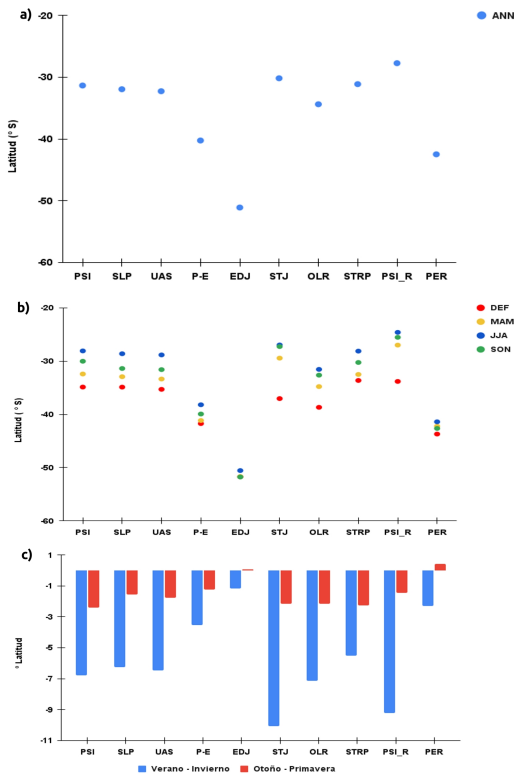 a)
ANN
-20
-30
-40
-50
-60
Latitud (° S)
PSI SLP UAS P-E EDJ STJ OLR STRP PSI_R PER
b)
DEF
MAM
JJA
SON
-20
-30
-40
-50
-60
Latitud (° S)
PSI SLP UAS P-E EDJ STJ OLR STRP PSI_R PER
c)
1
-1
-3
-5
-7
-9
-11
° Latitud
PSI SLP UAS P-E EDJ STJ OLR STRP PSI_R PER
Verano - Invierno Otoño - Primavera